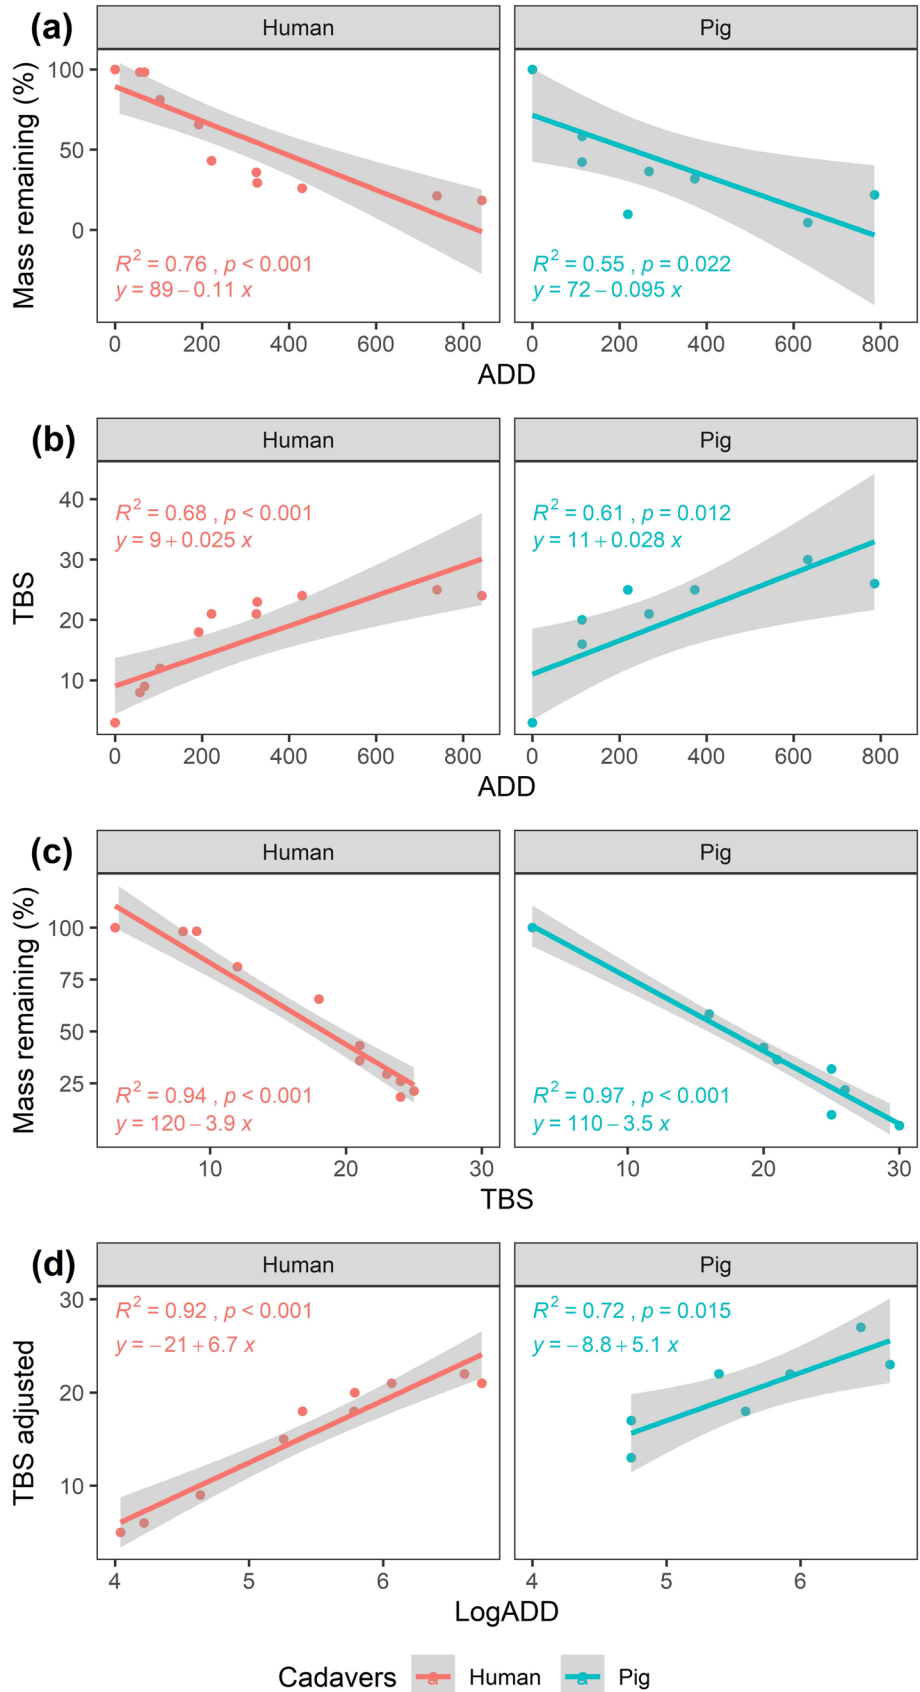 (a)
Human
Pig
Mass remaining (%)
100
50
0
R² = 0.76 , p < 0.001
y = 89 − 0.11 x
R² = 0.55 , p = 0.022
y = 72 − 0.095 x
0 200 400 600 800
0 200 400 600 800
ADD
(b)
Human
Pig
TBS
40
30
20
10
R² = 0.68 , p < 0.001
y = 9 + 0.025 x
R² = 0.61 , p = 0.012
y = 11 + 0.028 x
0 200 400 600 800
0 200 400 600 800
ADD
(c)
Human
Pig
Mass remaining (%)
100
75
50
25
R² = 0.94 , p < 0.001
y = 120 − 3.9 x
R² = 0.97 , p < 0.001
y = 110 − 3.5 x
10 20 30
10 20 30
TBS
(d)
Human
Pig
TBS adjusted
30
20
10
R² = 0.92 , p < 0.001
y = −21 + 6.7 x
R² = 0.72 , p = 0.015
y = −8.8 + 5.1 x
4 5 6
4 5 6
LogADD
Cadavers a Human a Pig